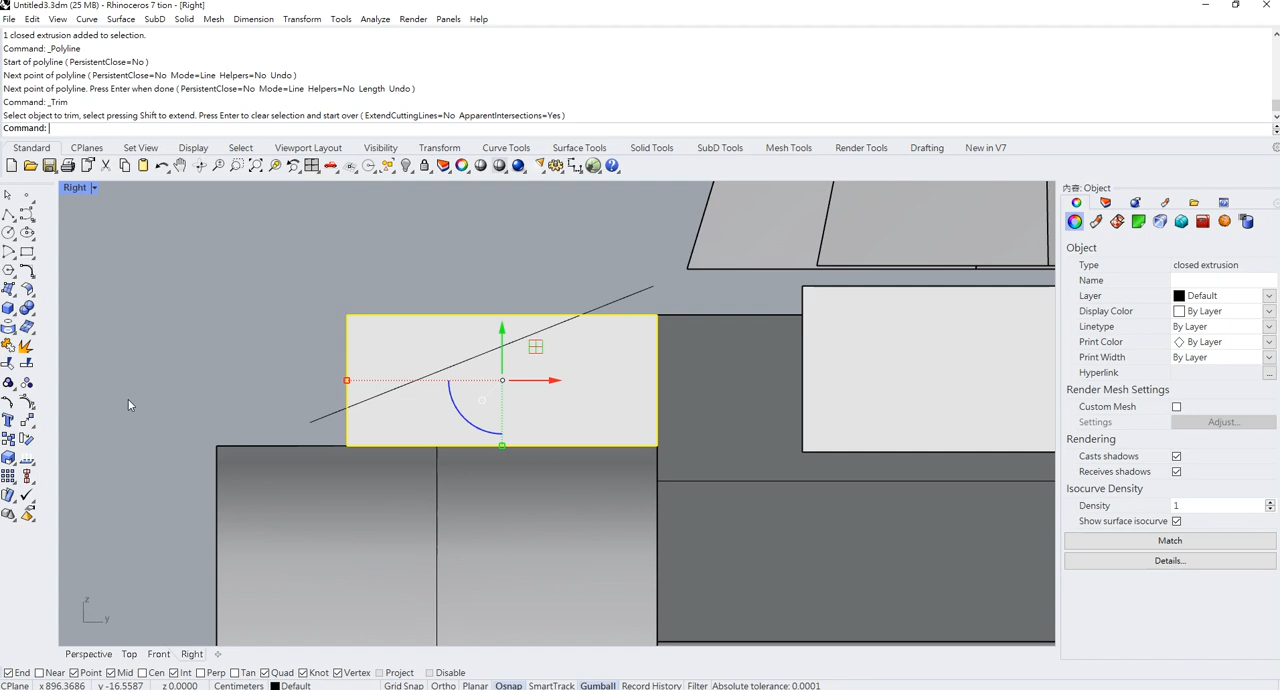 Untitled3.3dm (25 MB) - Rhinoceros 7 tion - [Right]
File Edit View Curve Surface SubD Solid Mesh Dimension Transform Tools Analyze Render Panels Help
1 closed extrusion added to selection.
Command: _Polyline
Start of polyline ( PersistentClose=No )
Next point of polyline ( PersistentClose=No Mode=Line Helpers=No Undo )
Next point of polyline. Press Enter when done ( PersistentClose=No Mode=Line Helpers=No Length Undo )
Command: _Trim
Select object to trim, select pressing Shift to extend. Press Enter to clear selection and start over ( ExtendCuttingLines=No ApparentIntersections=Yes )
Command:
Standard CPlanes Set View Display Select Viewport Layout Visibility Transform Curve Tools Surface Tools Solid Tools SubD Tools Mesh Tools Render Tools Drafting New in V7
Right
內容: Object
Object
Type closed extrusion
Name
Layer Default
Display Color By Layer
Linetype By Layer
Print Color By Layer
Print Width By Layer
Hyperlink ...
Render Mesh Settings
Custom Mesh
Settings Adjust...
Rendering
Casts shadows
Receives shadows
Isocurve Density
Density 1
Show surface isocurve
Match
Details...
z
y
Perspective Top Front Right
End Near Point Mid Cen Int Perp Tan Quad Knot Vertex Project Disable
CPlane x 896.3686 y -16.5587 z 0.0000 Centimeters Default Grid Snap Ortho Planar Osnap SmartTrack Gumball Record History Filter Absolute tolerance: 0.0001